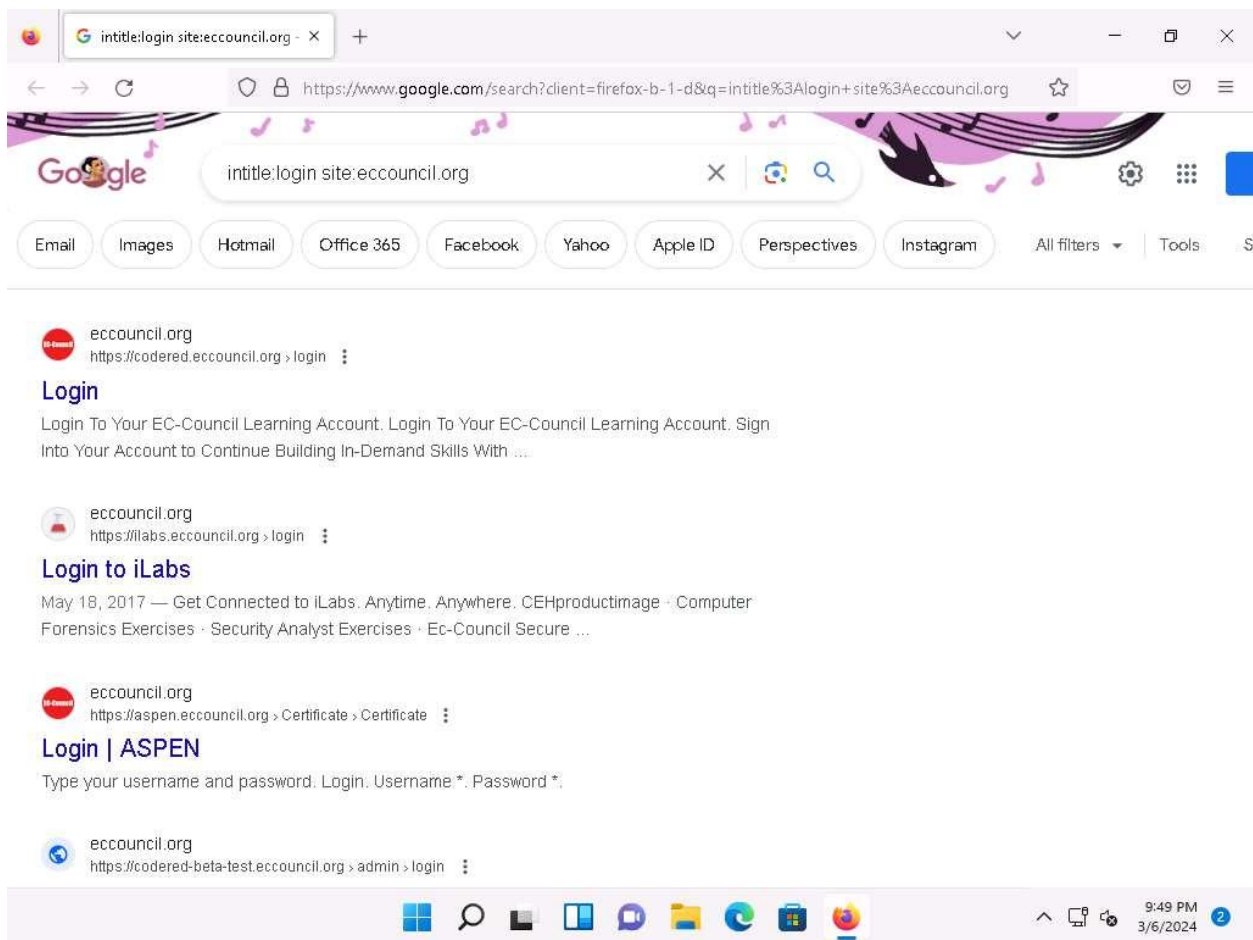 intitle:login site:eccouncil.org - 
https://www.google.com/search?client=firefox-b-1-d&q=intitle%3Alogin+site%3Aeccouncil.org
Google
intitle:login site:eccouncil.org
Email Images Hotmail Office 365 Facebook Yahoo Apple ID Perspectives Instagram All filters Tools S
eccouncil.org
https://codered.eccouncil.org › login
Login
Login To Your EC-Council Learning Account. Login To Your EC-Council Learning Account. Sign
Into Your Account to Continue Building In-Demand Skills With ...
eccouncil.org
https://ilabs.eccouncil.org › login
Login to iLabs
May 18, 2017 — Get Connected to iLabs. Anytime. Anywhere. CEHproductimage · Computer
Forensics Exercises · Security Analyst Exercises · Ec-Council Secure ...
eccouncil.org
https://aspen.eccouncil.org › Certificate › Certificate
Login | ASPEN
Type your username and password. Login. Username *. Password *.
eccouncil.org
https://codered-beta-test.eccouncil.org › admin › login
9:49 PM
3/6/2024
2